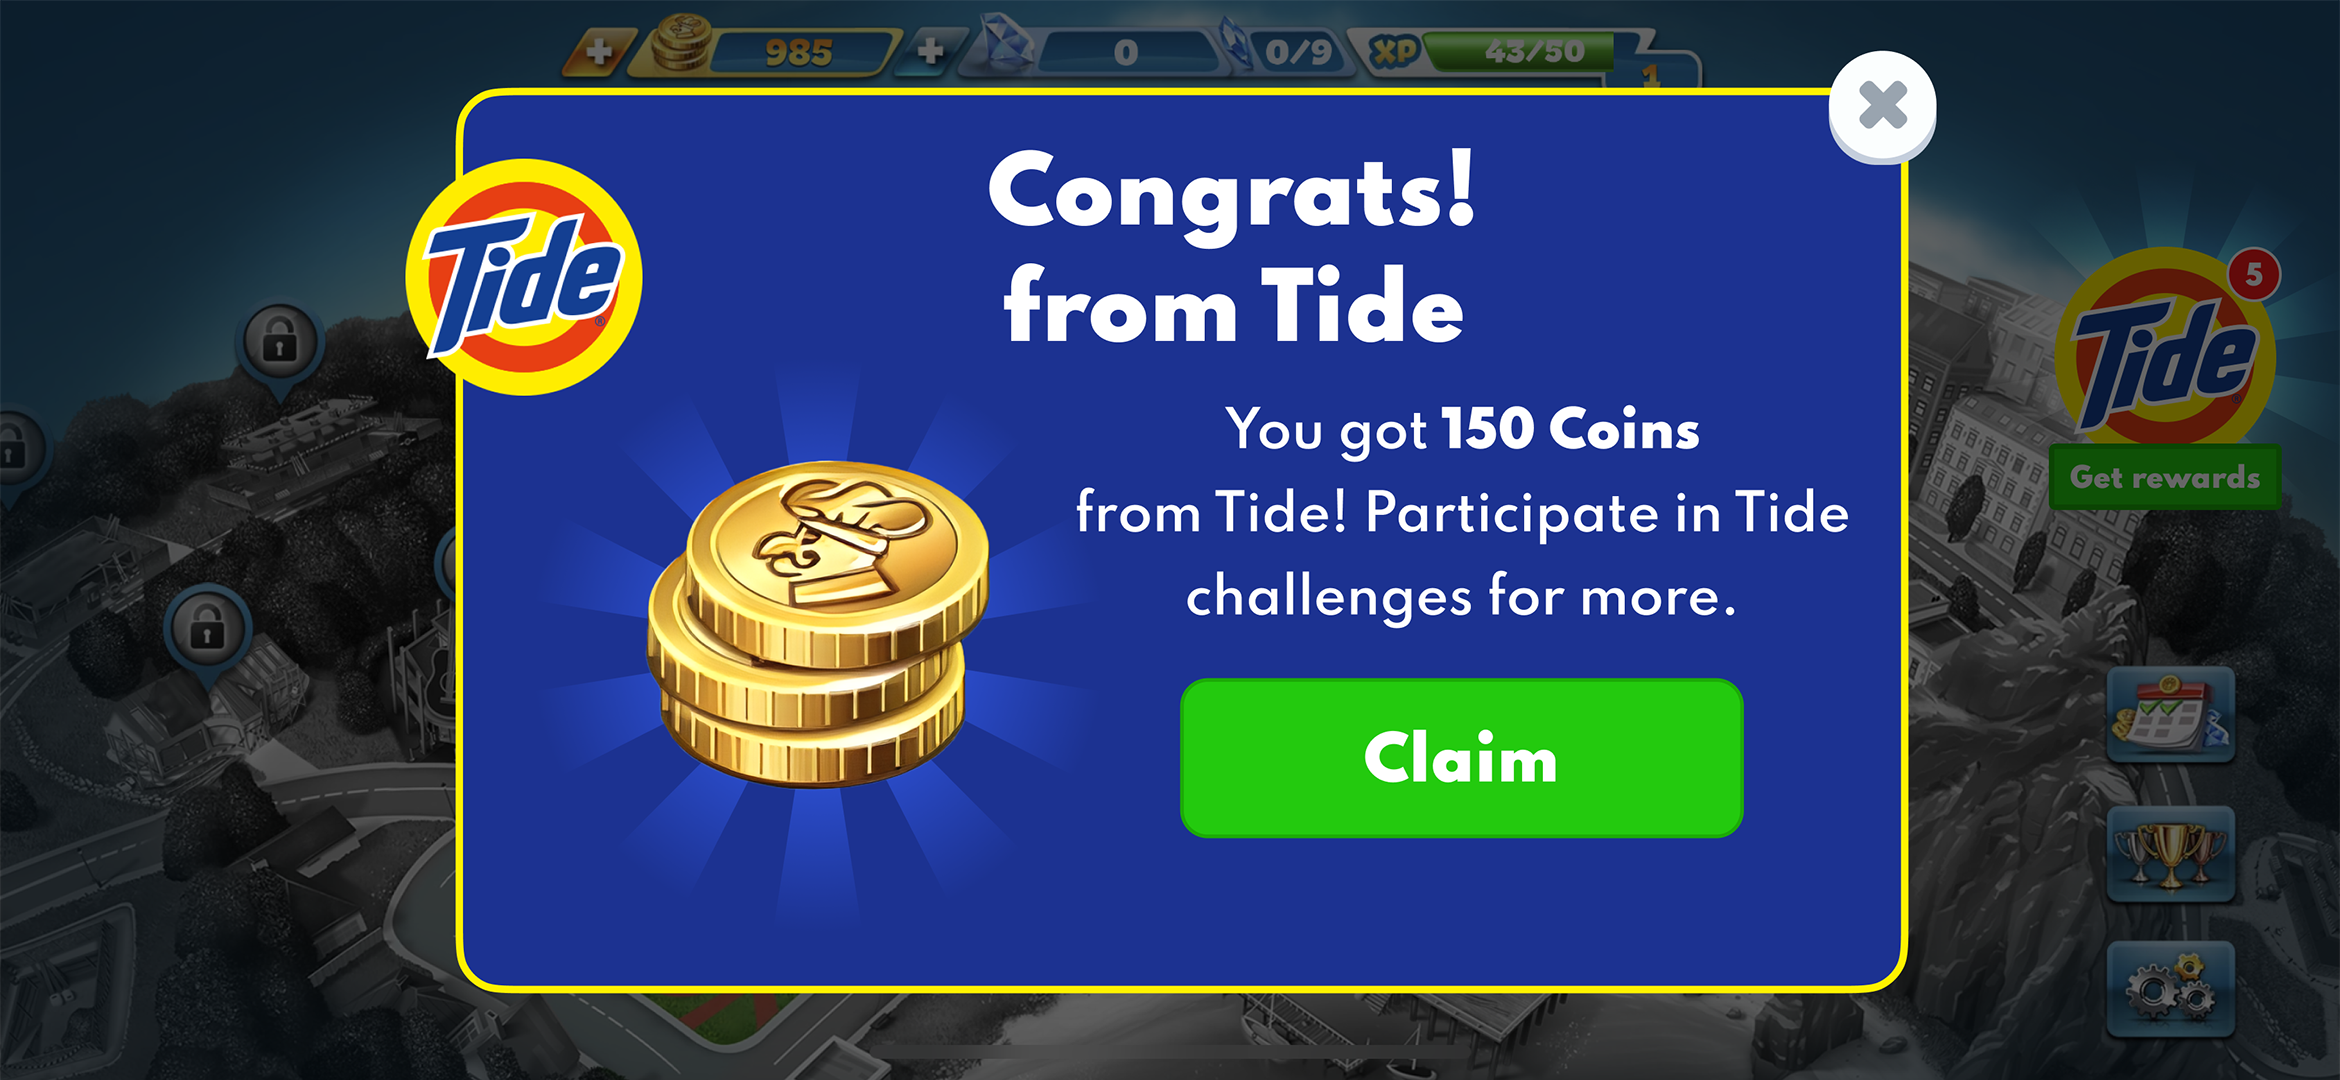 985
0
0/9
XP
43/50
1
Congrats!
from Tide
Tide
You got 150 Coins
from Tide! Participate in Tide
challenges for more.
Claim
5
Tide
Get rewards